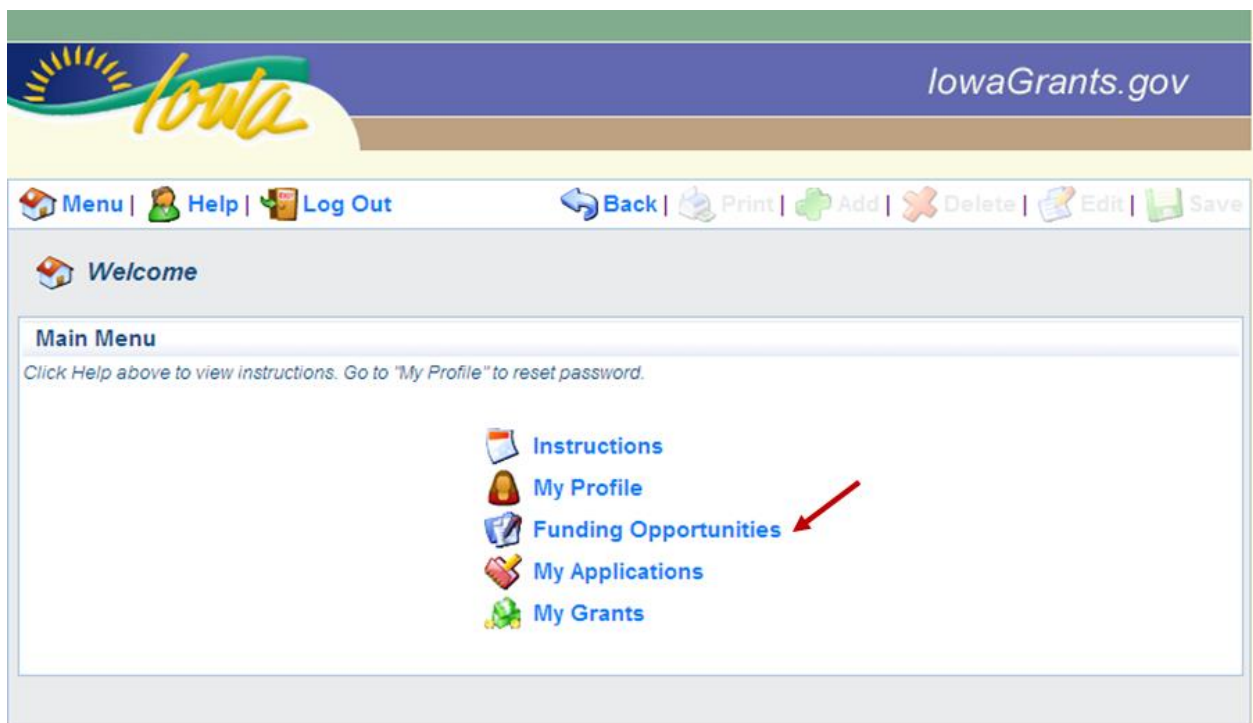 Iowa
IowaGrants.gov
Menu | Help | Log Out Back | Print | Add | Delete | Edit | Save
Welcome
Main Menu
Click Help above to view instructions. Go to "My Profile" to reset password.
Instructions
My Profile
Funding Opportunities
My Applications
My Grants